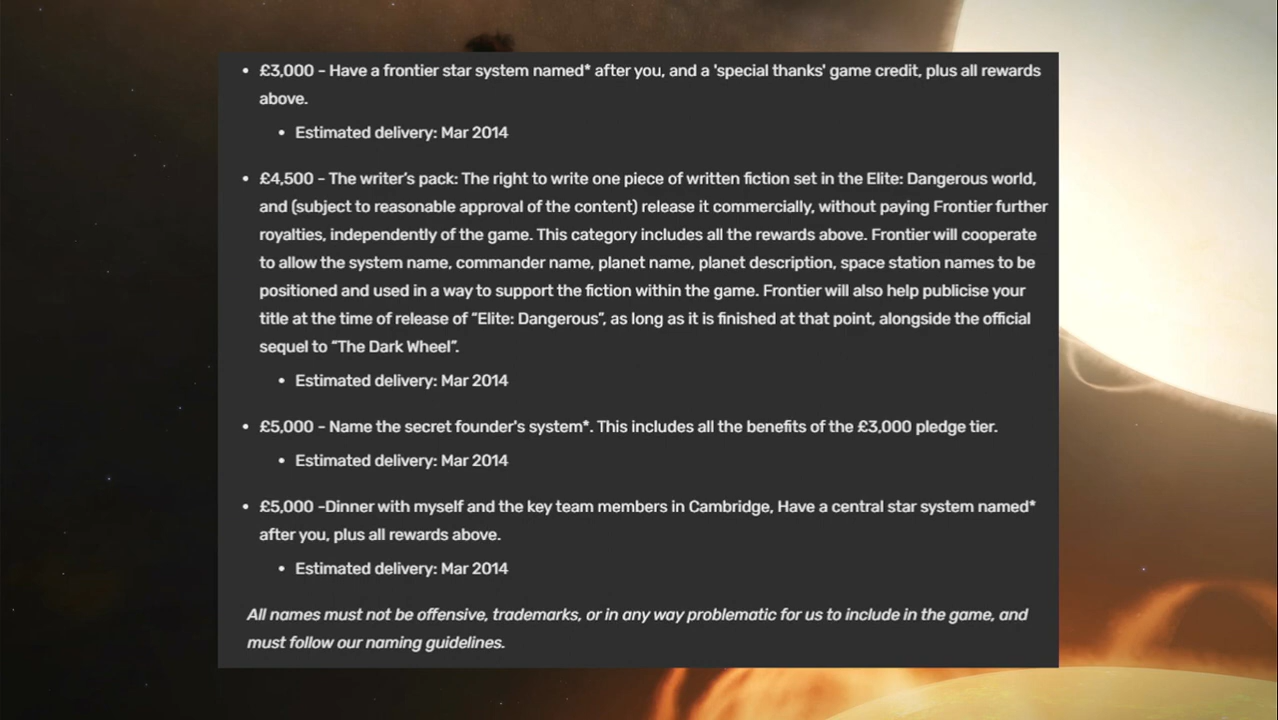 • £3,000 – Have a frontier star system named* after you, and a 'special thanks' game credit, plus all rewards
above.
• Estimated delivery: Mar 2014
• £4,500 – The writer's pack: The right to write one piece of written fiction set in the Elite: Dangerous world,
and (subject to reasonable approval of the content) release it commercially, without paying Frontier further
royalties, independently of the game. This category includes all the rewards above. Frontier will cooperate
to allow the system name, commander name, planet name, planet description, space station names to be
positioned and used in a way to support the fiction within the game. Frontier will also help publicise your
title at the time of release of “Elite: Dangerous”, as long as it is finished at that point, alongside the official
sequel to “The Dark Wheel”.
• Estimated delivery: Mar 2014
• £5,000 – Name the secret founder's system*. This includes all the benefits of the £3,000 pledge tier.
• Estimated delivery: Mar 2014
• £5,000 –Dinner with myself and the key team members in Cambridge, Have a central star system named*
after you, plus all rewards above.
• Estimated delivery: Mar 2014
All names must not be offensive, trademarks, or in any way problematic for us to include in the game, and
must follow our naming guidelines.